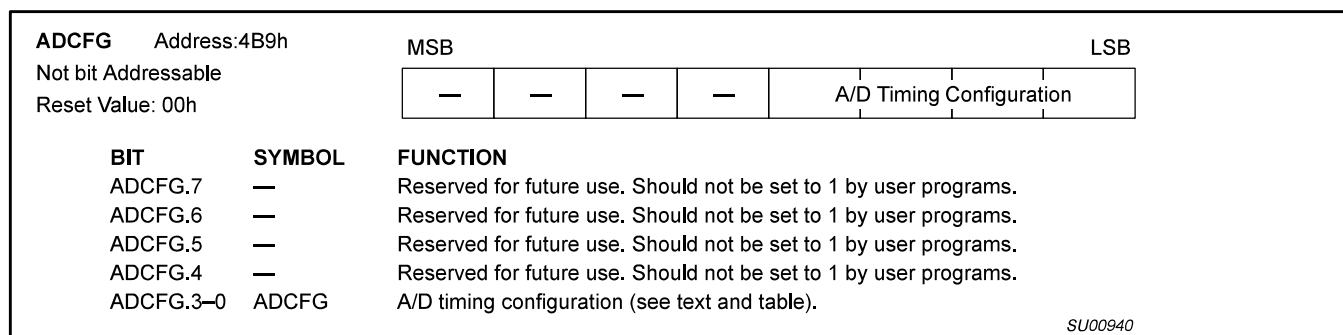 ADCFG Address:4B9h
Not bit Addressable
Reset Value: 00h
MSB LSB
— — — — A/D Timing Configuration
BIT SYMBOL FUNCTION
ADCFG.7 — Reserved for future use. Should not be set to 1 by user programs.
ADCFG.6 — Reserved for future use. Should not be set to 1 by user programs.
ADCFG.5 — Reserved for future use. Should not be set to 1 by user programs.
ADCFG.4 — Reserved for future use. Should not be set to 1 by user programs.
ADCFG.3–0 ADCFG A/D timing configuration (see text and table).
SU00940